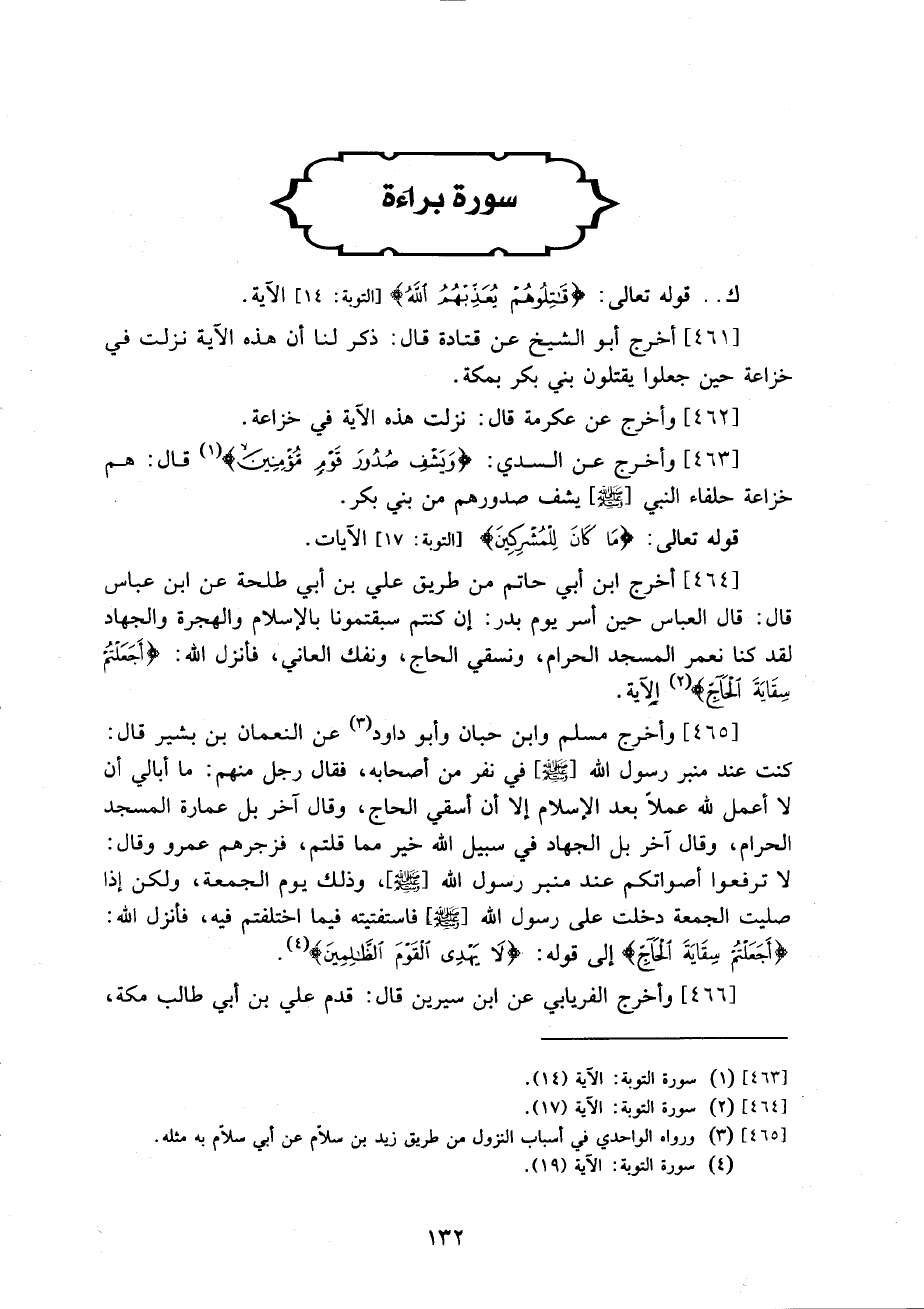 سورة براءة
ك.. قوله تعالى: ﴿قَٰتِلُوهُمْ يُعَذِّبْهُمُ ٱللَّهُ﴾ [التوبة: ١٤] الآية.
[٤٦١] أخرج أبو الشيخ عن قتادة قال: ذكر لنا أن هذه الآية نزلت في
خزاعة حين جعلوا يقتلون بني بكر بمكة.
[٤٦٢] وأخرج عن عكرمة قال: نزلت هذه الآية في خزاعة.
[٤٦٣] وأخرج عن السدي: ﴿وَيَشْفِ صُدُورَ قَوْمٍ مُّؤْمِنِينَ﴾(١) قال: هم
خزاعة حلفاء النبي [ﷺ] يشف صدورهم من بني بكر.
قوله تعالى: ﴿مَا كَانَ لِلْمُشْرِكِينَ﴾ [التوبة: ١٧] الآيات.
[٤٦٤] أخرج ابن أبي حاتم من طريق علي بن أبي طلحة عن ابن عباس
قال: قال العباس حين أسر يوم بدر: إن كنتم سبقتمونا بالإسلام والهجرة والجهاد
لقد كنا نعمر المسجد الحرام، ونسقي الحاج، ونفك العاني، فأنزل الله: ﴿أَجَعَلْتُمْ
سِقَايَةَ ٱلْحَآجِّ﴾(٢) الآية.
[٤٦٥] وأخرج مسلم وابن حبان وأبو داود(٣) عن النعمان بن بشير قال:
كنت عند منبر رسول الله [ﷺ] في نفر من أصحابه، فقال رجل منهم: ما أبالي أن
لا أعمل لله عملاً بعد الإسلام إلا أن أسقي الحاج، وقال آخر بل عمارة المسجد
الحرام، وقال آخر بل الجهاد في سبيل الله خير مما قلتم، فزجرهم عمرو وقال:
لا ترفعوا أصواتكم عند منبر رسول الله [ﷺ]، وذلك يوم الجمعة، ولكن إذا
صليت الجمعة دخلت على رسول الله [ﷺ] فاستفتيته فيما اختلفتم فيه، فأنزل الله:
﴿أَجَعَلْتُمْ سِقَايَةَ ٱلْحَآجِّ﴾ إلى قوله: ﴿لَا يَهْدِى ٱلْقَوْمَ ٱلظَّٰلِمِينَ﴾(٤).
[٤٦٦] وأخرج الفريابي عن ابن سيرين قال: قدم علي بن أبي طالب مكة،
[٤٦٣] (١) سورة التوبة: الآية (١٤).
[٤٦٤] (٢) سورة التوبة: الآية (١٧).
[٤٦٥] (٣) ورواه الواحدي في أسباب النزول من طريق زيد بن سلاّم عن أبي سلاّم به مثله.
(٤) سورة التوبة: الآية (١٩).
١٣٢